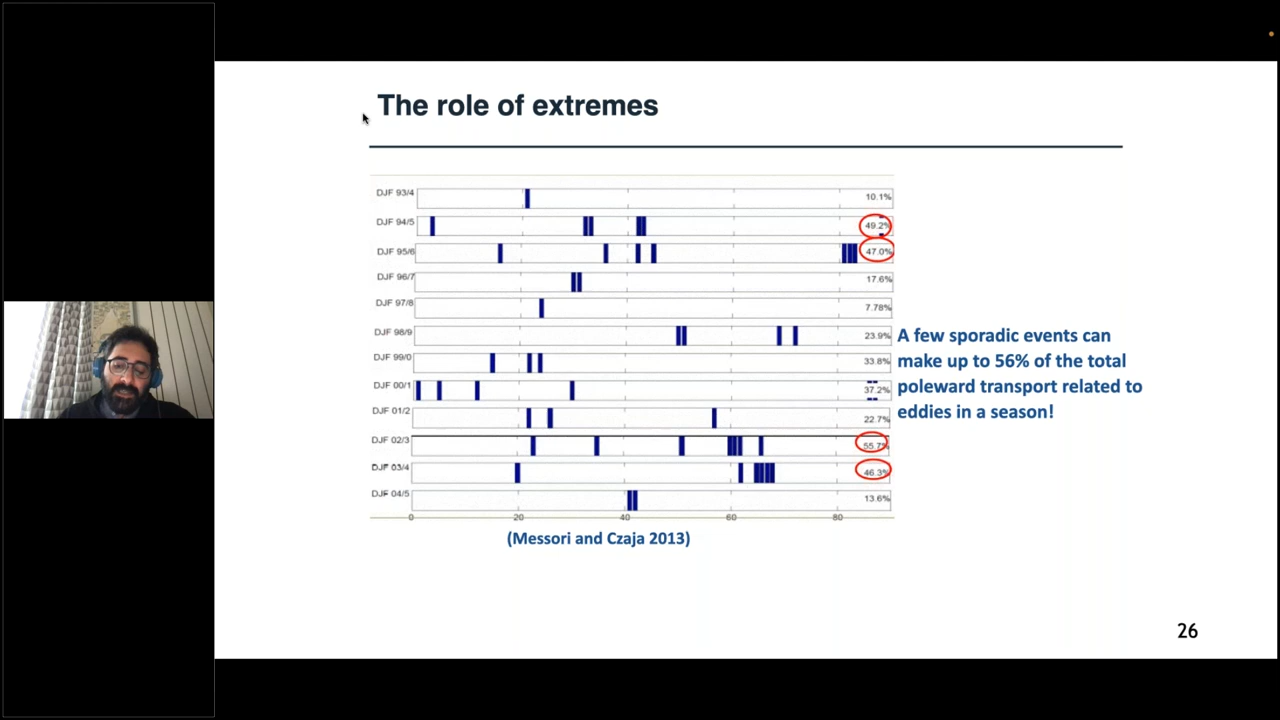 The role of extremes
DJF 93/4 10.1%
DJF 94/5 49.2%
DJF 95/6 47.0%
DJF 96/7 17.6%
DJF 97/8 7.78%
DJF 98/9 23.9%
DJF 99/0 33.8%
DJF 00/1 37.2%
DJF 01/2 22.7%
DJF 02/3 55.7%
DJF 03/4 46.3%
DJF 04/5 13.6%
0 20 40 60 80
A few sporadic events can
make up to 56% of the total
poleward transport related to
eddies in a season!
(Messori and Czaja 2013)
26